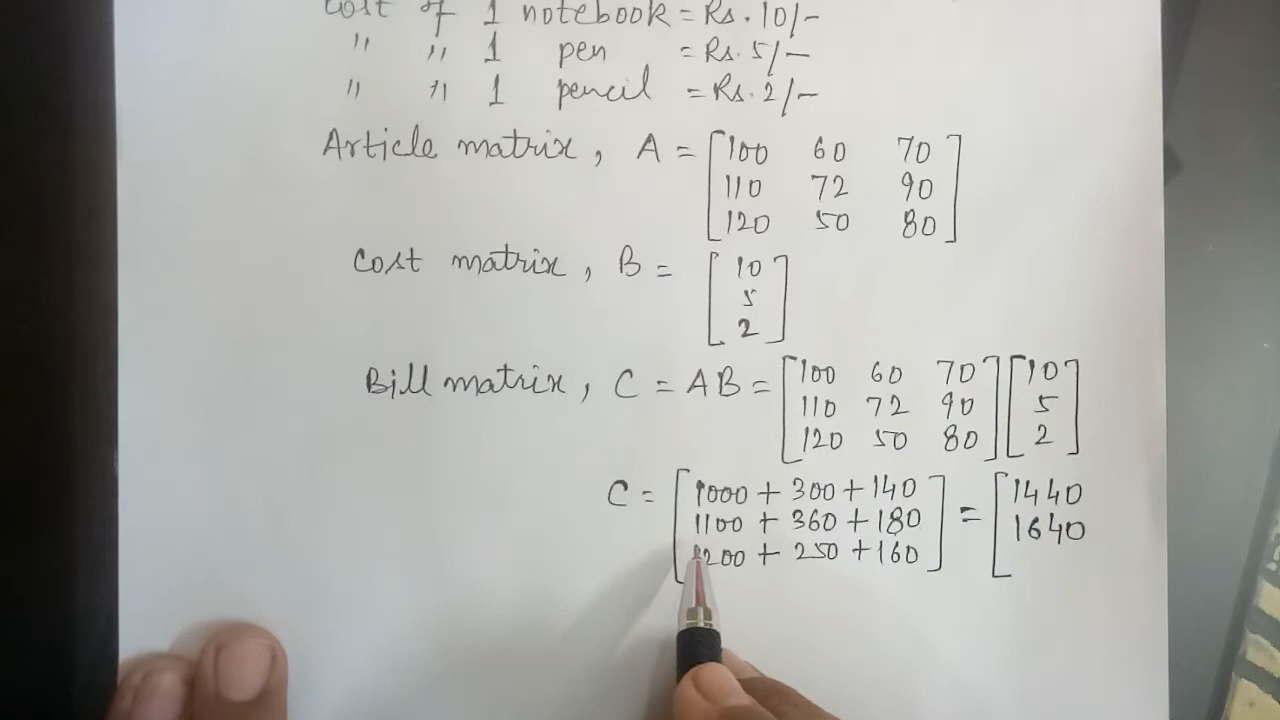 Cost of 1 notebook = Rs. 10/-
" " 1 pen = Rs. 5/-
" " 1 pencil = Rs. 2/-
Article matrix, A = [100 60 70
110 72 90
120 50 80]
Cost matrix, B = [10
5
2]
Bill matrix, C = AB = [100 60 70] [10]
[110 72 90] [5]
[120 50 80] [2]
C = [1000 + 300 + 140] = [1440
1100 + 360 + 180 1640
1200 + 250 + 160]